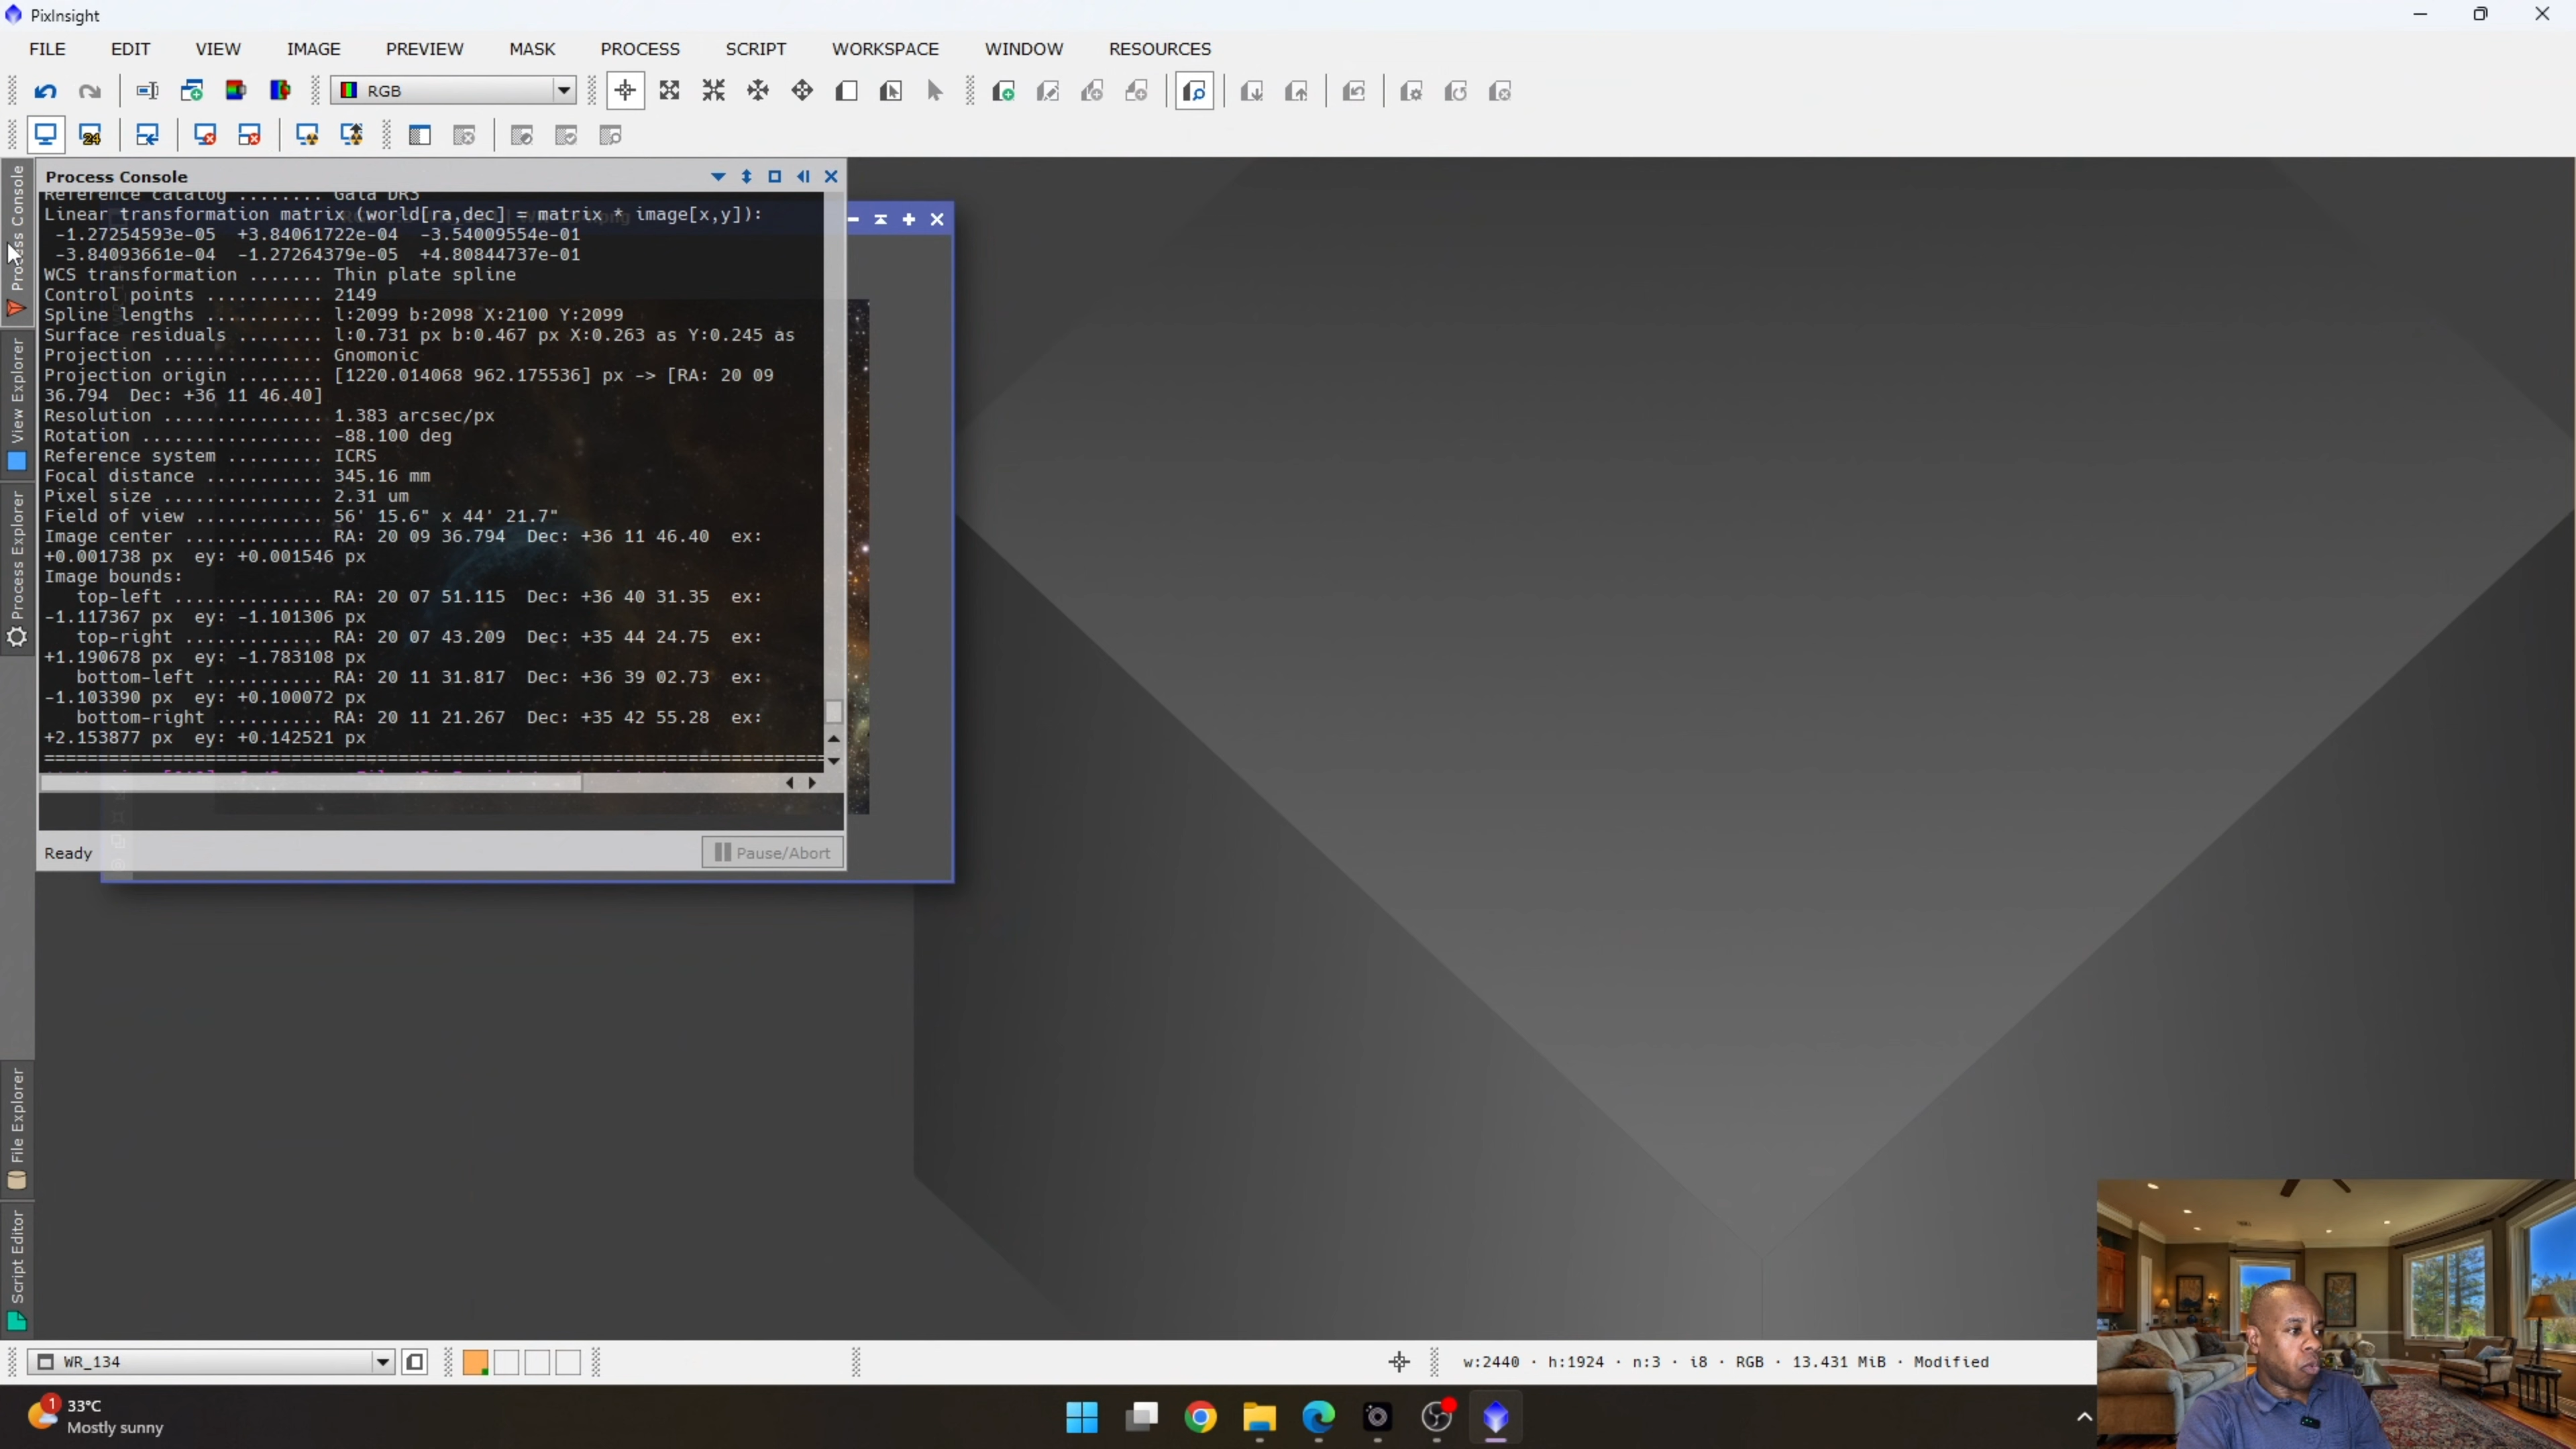 PixInsight
FILE EDIT VIEW IMAGE PREVIEW MASK PROCESS SCRIPT WORKSPACE WINDOW RESOURCES
RGB
24
Process Console
Reference catalog ........ Gaia DR3
Linear transformation matrix (world[ra,dec] = matrix * image[x,y]):
-1.27254593e-05 +3.84061722e-04 -3.54009554e-01
-3.84093661e-04 -1.27264379e-05 +4.80844737e-01
WCS transformation ....... Thin plate spline
Control points ........... 2149
Spline lengths ........... l:2099 b:2098 X:2100 Y:2099
Surface residuals ........ l:0.731 px b:0.467 px X:0.263 as Y:0.245 as
Projection ............... Gnomonic
Projection origin ........ [1220.014068 962.175536] px -> [RA: 20 09
36.794 Dec: +36 11 46.40]
Resolution ............... 1.383 arcsec/px
Rotation ................. -88.100 deg
Reference system ......... ICRS
Focal distance ........... 345.16 mm
Pixel size ............... 2.31 um
Field of view ............ 56' 15.6" x 44' 21.7"
Image center ............. RA: 20 09 36.794 Dec: +36 11 46.40 ex:
+0.001738 px ey: +0.001546 px
Image bounds:
top-left .............. RA: 20 07 51.115 Dec: +36 40 31.35 ex:
-1.117367 px ey: -1.101306 px
top-right ............. RA: 20 07 43.209 Dec: +35 44 24.75 ex:
+1.190678 px ey: -1.783108 px
bottom-left ........... RA: 20 11 31.817 Dec: +36 39 02.73 ex:
-1.103390 px ey: +0.100072 px
bottom-right .......... RA: 20 11 21.267 Dec: +35 42 55.28 ex:
+2.153877 px ey: +0.142521 px
Ready
Pause/Abort
Process Console
View Explorer
Process Explorer
File Explorer
Script Editor
WR_134
w:2440 · h:1924 · n:3 · i8 · RGB · 13.431 MiB · Modified
1
33°C
Mostly sunny